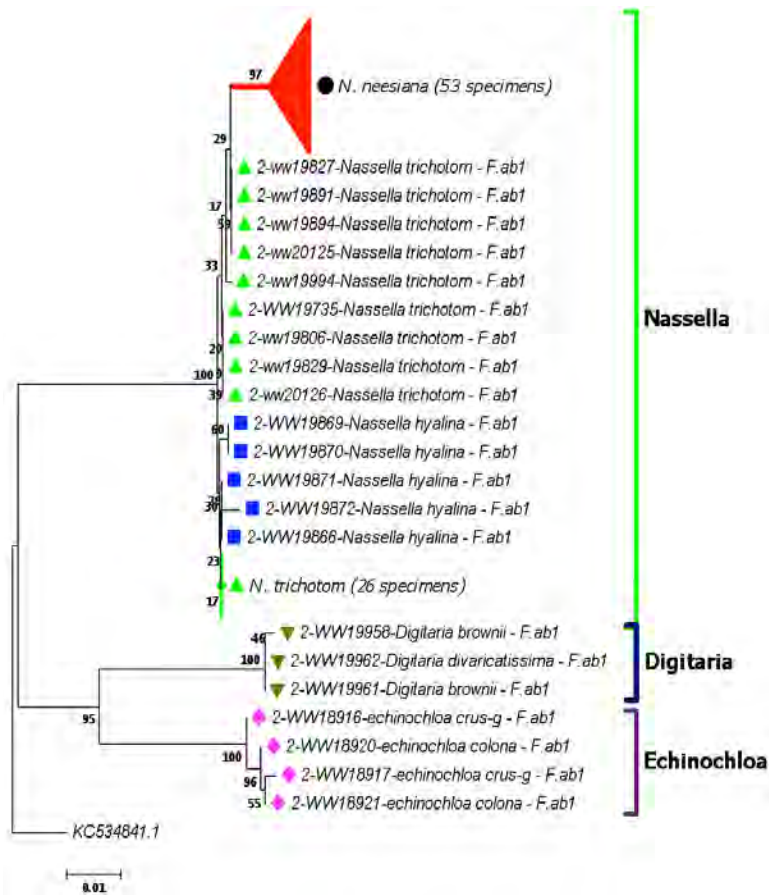 97
N. neesiana (53 specimens)
29
2-ww19827-Nassella trichotom - F.ab1
17
2-ww19891-Nassella trichotom - F.ab1
59
2-ww19894-Nassella trichotom - F.ab1
2-ww20125-Nassella trichotom - F.ab1
33
2-ww19994-Nassella trichotom - F.ab1
2-WW19735-Nassella trichotom - F.ab1
Nassella
2-ww19806-Nassella trichotom - F.ab1
20
2-ww19829-Nassella trichotom - F.ab1
100 9
2-ww20126-Nassella trichotom - F.ab1
39
2-WW19869-Nassella hyalina - F.ab1
60
2-WW19870-Nassella hyalina - F.ab1
2-WW19871-Nassella hyalina - F.ab1
30
2-WW19872-Nassella hyalina - F.ab1
2-WW19866-Nassella hyalina - F.ab1
23
N. trichotom (26 specimens)
17
46 2-WW19958-Digitaria brownii - F.ab1
100 2-WW19962-Digitaria divaricatissima - F.ab1
Digitaria
2-WW19961-Digitaria brownii - F.ab1
95
2-WW18916-echinochloa crus-g - F.ab1
100
2-WW18920-echinochloa colona - F.ab1
Echinochloa
96
2-WW18917-echinochloa crus-g - F.ab1
55 2-WW18921-echinochloa colona - F.ab1
KC534841.1
0.01